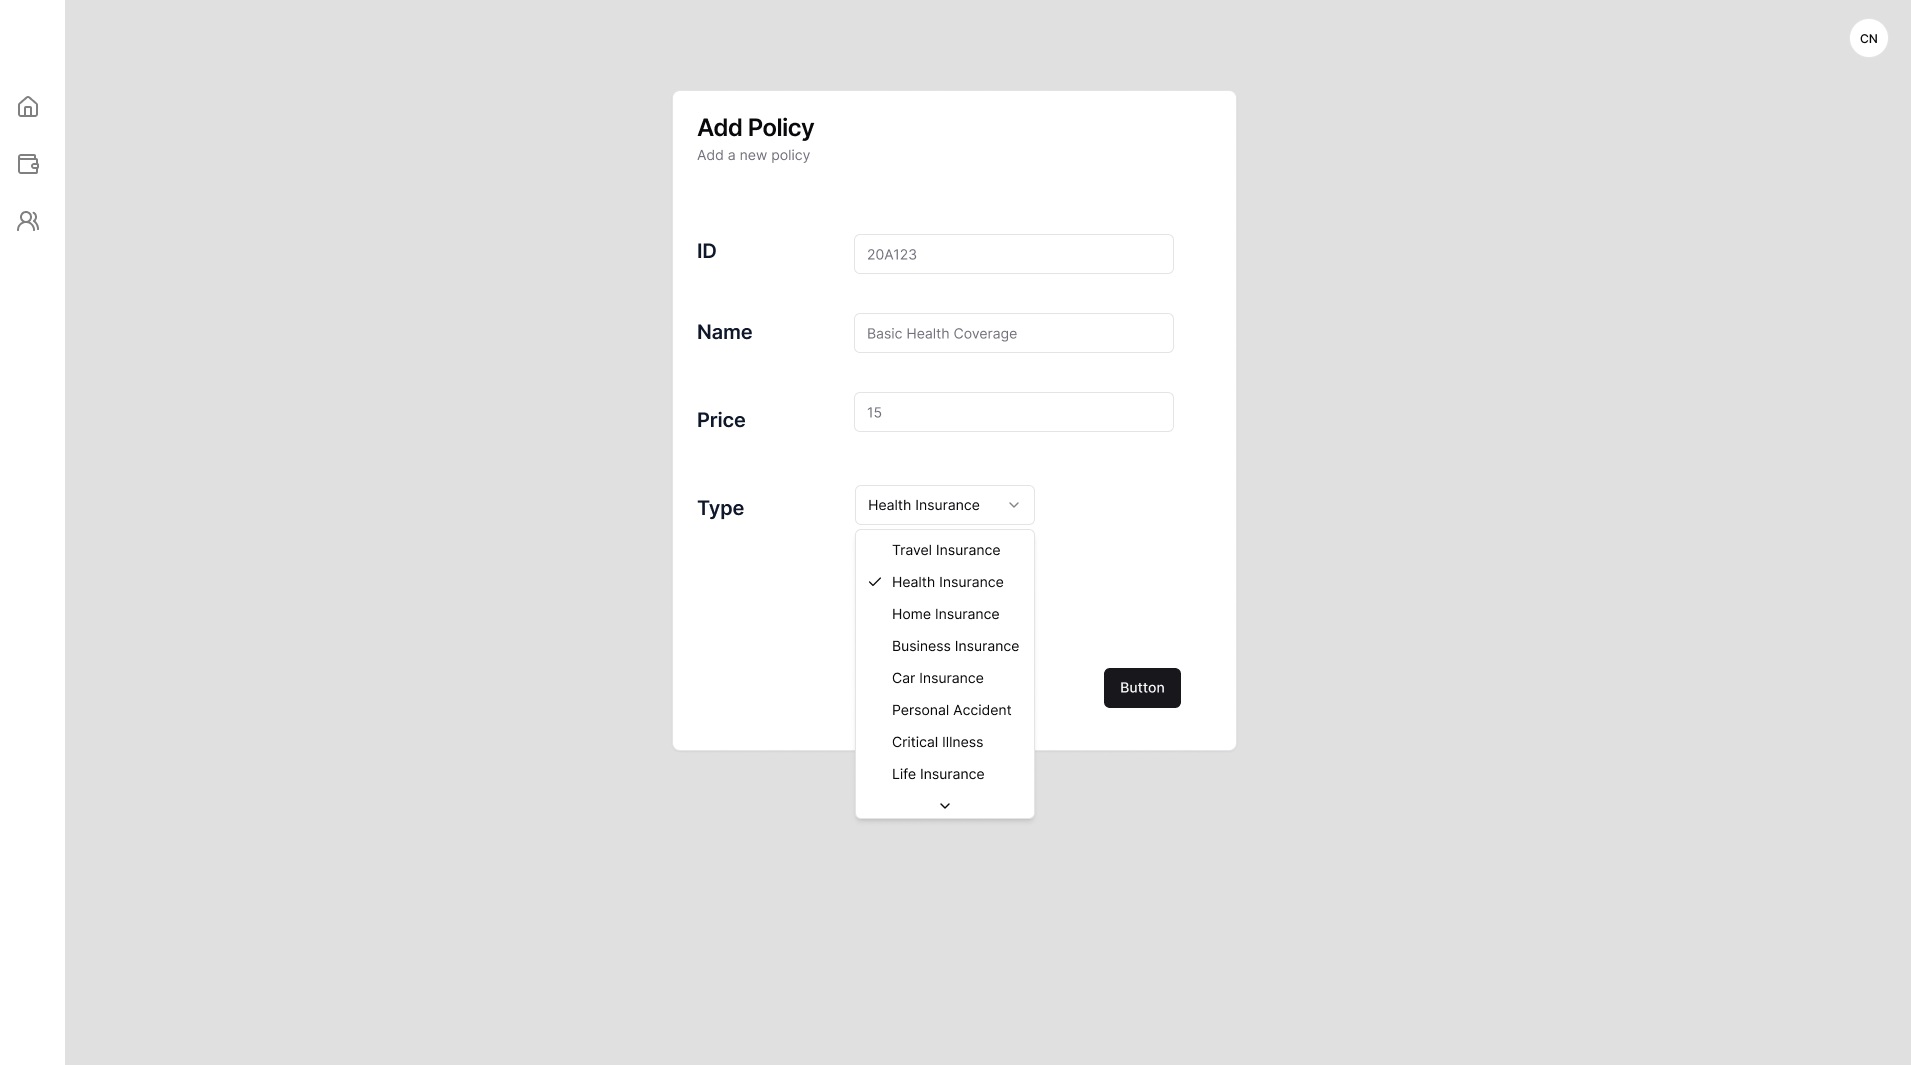 CN
Add Policy
Add a new policy
ID
20A123
Name
Basic Health Coverage
Price
15
Type
Health Insurance
Travel Insurance
Health Insurance
Home Insurance
Business Insurance
Car Insurance
Personal Accident
Critical Illness
Life Insurance
Button